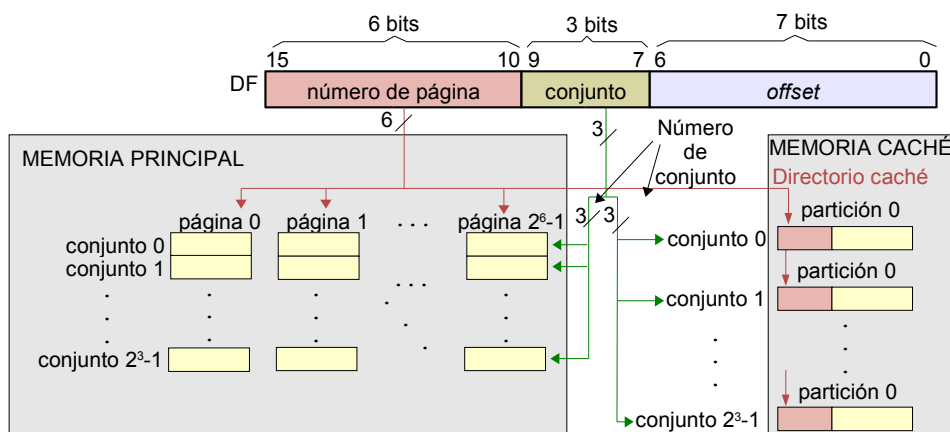 6 bits
3 bits
7 bits
15
10
9
7
6
0
DF
número de página
conjunto
offset
6
3
Número
de
conjunto
MEMORIA PRINCIPAL
MEMORIA CACHÉ
Directorio caché
3
3
página 0
página 1
. . .
página 2⁶-1
partición 0
conjunto 0
conjunto 1
conjunto 0
partición 0
conjunto 1
conjunto 2³-1
partición 0
conjunto 2³-1